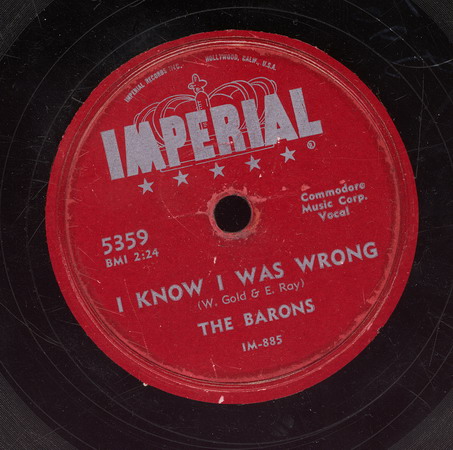 IMPERIAL RECORDS INC., HOLLYWOOD, CALIF., U.S.A.
IMPERIAL
®
5359
BMI 2:24
Commodore
Music Corp.
Vocal
I KNOW I WAS WRONG
(W. Gold & E. Ray)
THE BARONS
IM-885